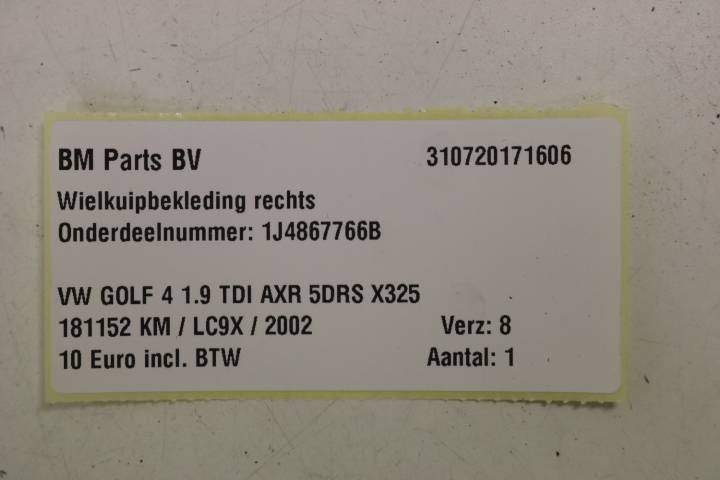 BM Parts BV 310720171606
Wielkuipbekleding rechts
Onderdeelnummer: 1J4867766B
VW GOLF 4 1.9 TDI AXR 5DRS X325
181152 KM / LC9X / 2002 Verz: 8
10 Euro incl. BTW Aantal: 1